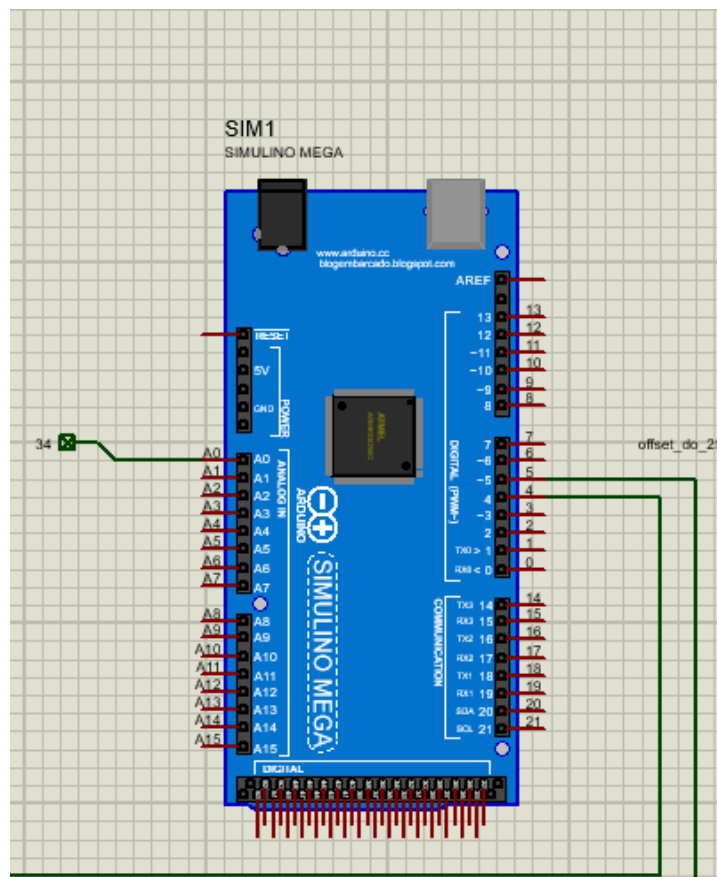 SIM1
SIMULINO MEGA
www.arduino.cc
blogembarcado.blogspot.com
AREF
13 13
12 12
~11 11
~10 10
~9 9
8 8
RESET
5V
GND
POWER
34
A0 A0
A1 A1
A2 A2
A3 A3
A4 A4
A5 A5
A6 A6
A7 A7
ANALOG IN
ATMEL
ARDUINO
SIMULINO MEGA
7 7
~6 6
~5 5
4 4
~3 3
2 2
TX0 > 1 1
RX0 < 0 0
DIGITAL (PWM~)
offset_do_2
A8 A8
A9 A9
A10 A10
A11 A11
A12 A12
A13 A13
A14 A14
A15 A15
TX3 14 14
RX3 15 15
TX2 16 16
RX2 17 17
TX1 18 18
RX1 19 19
SDA 20 20
SCL 21 21
COMMUNICATION
DIGITAL